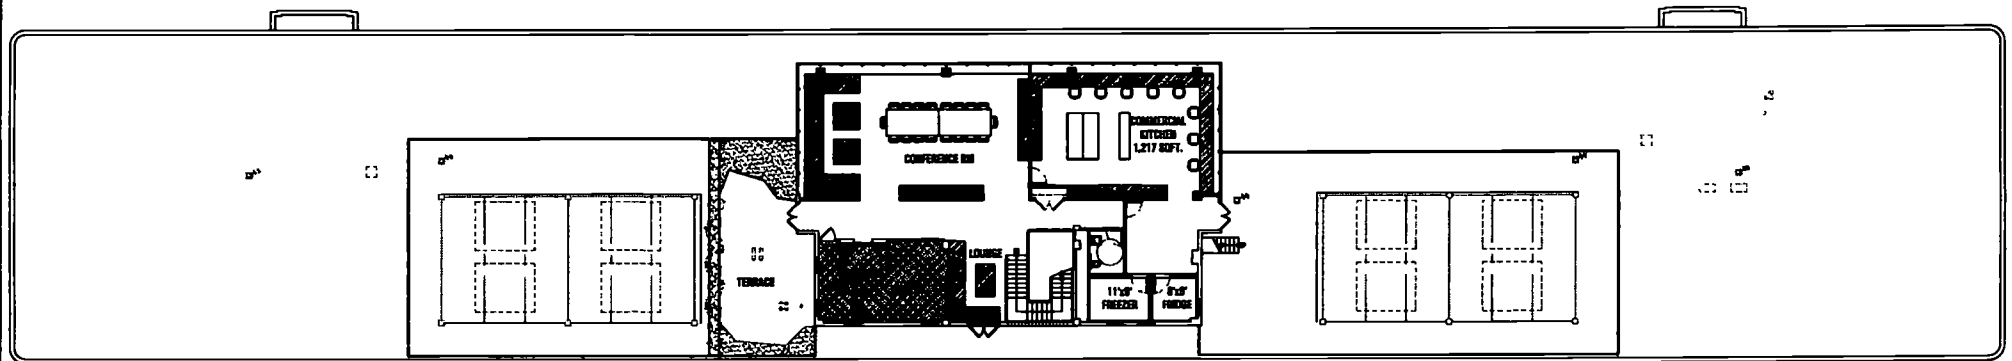 CONFERENCE RM
COMMERCIAL
KITCHEN
1,217 SQFT.
LOUNGE
TERRACE
FREEZER
FRIDGE